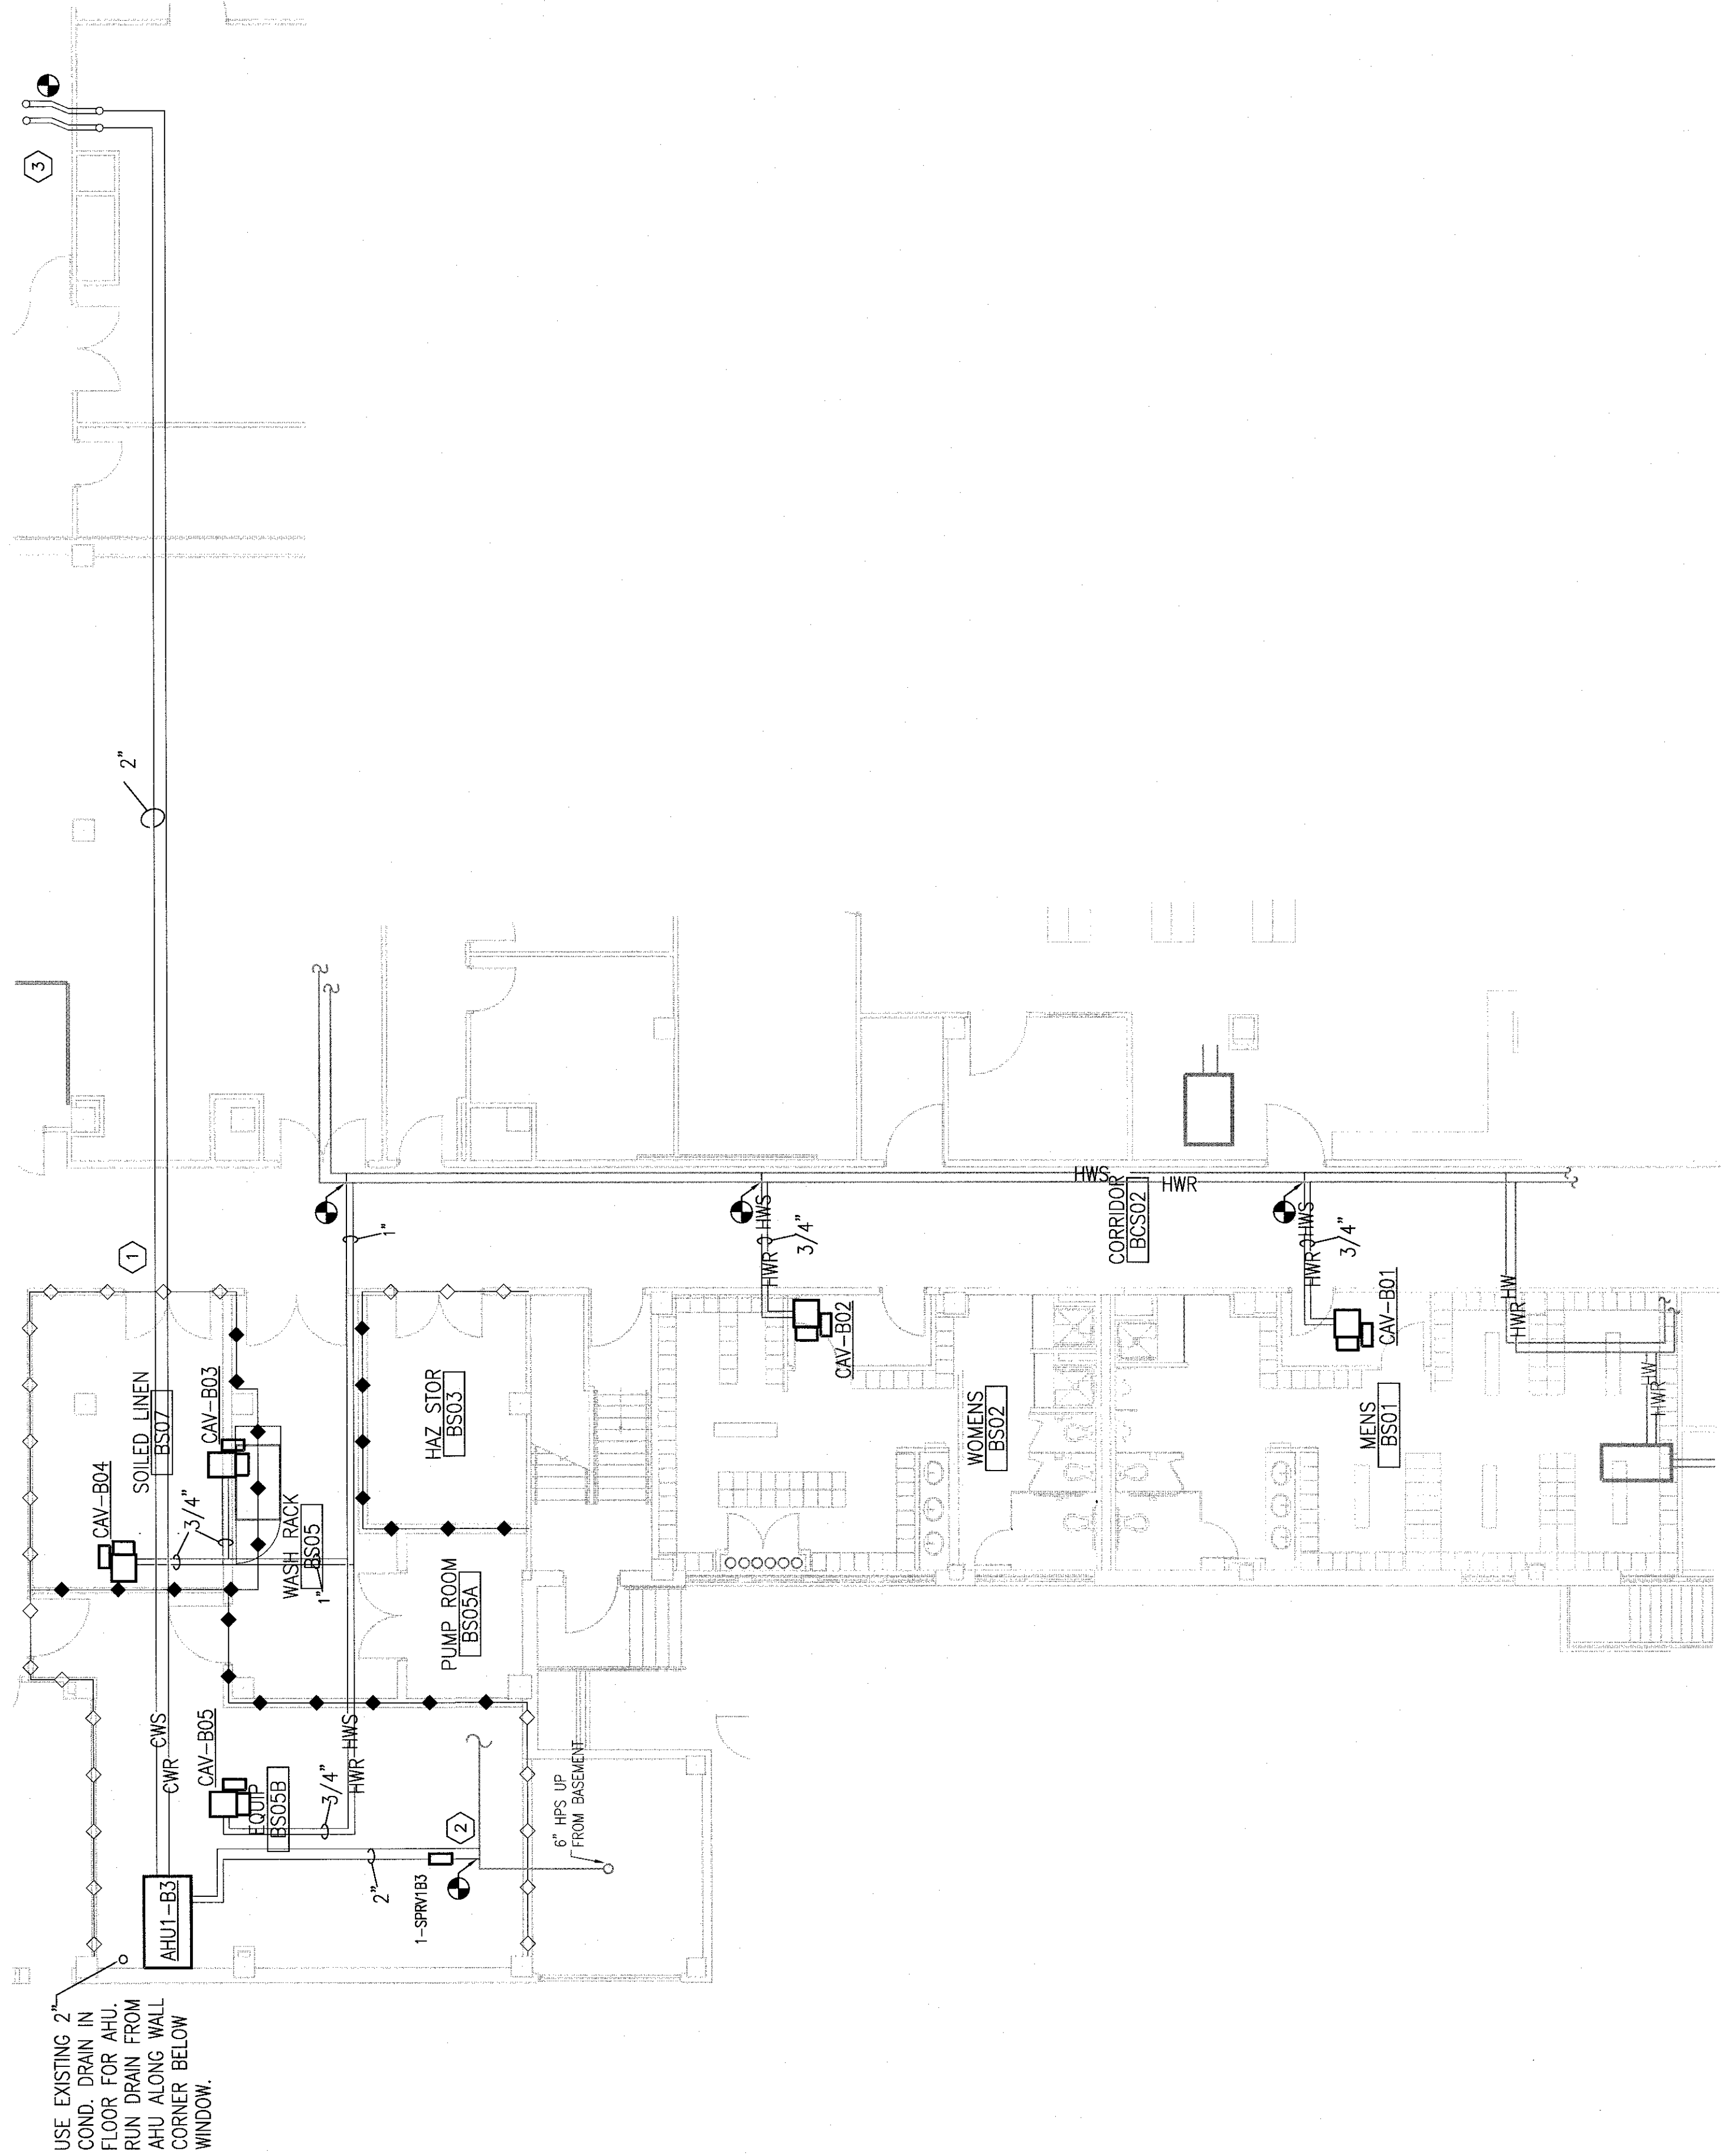 3
2"
1
SOILED LINEN
BS07
CAV-B03
CAV-B04
3/4"
WASH RACK
BS05
1"
1"
HAZ STOR
BS03
PUMP ROOM
BS05A
CWS
CWR
CAV-B05
EQUIP
BS05B
3/4"
HWS
HWR
2
2"
1-SPRV1B3
AHU1-B3
6" HPS UP
FROM BASEMENT
USE EXISTING 2"
COND. DRAIN IN
FLOOR FOR AHU.
RUN DRAIN FROM
AHU ALONG WALL
CORNER BELOW
WINDOW.
HWS
HWR
3/4"
CAV-B02
WOMENS
BS02
HWS
HWR
CORRIDOR
BCS02
HWS
HWR
3/4"
CAV-B01
MENS
BS01
HW
HWR
HW
HWR